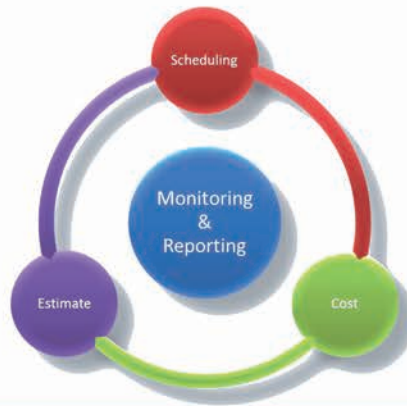 Scheduling
Monitoring
&
Reporting
Estimate
Cost